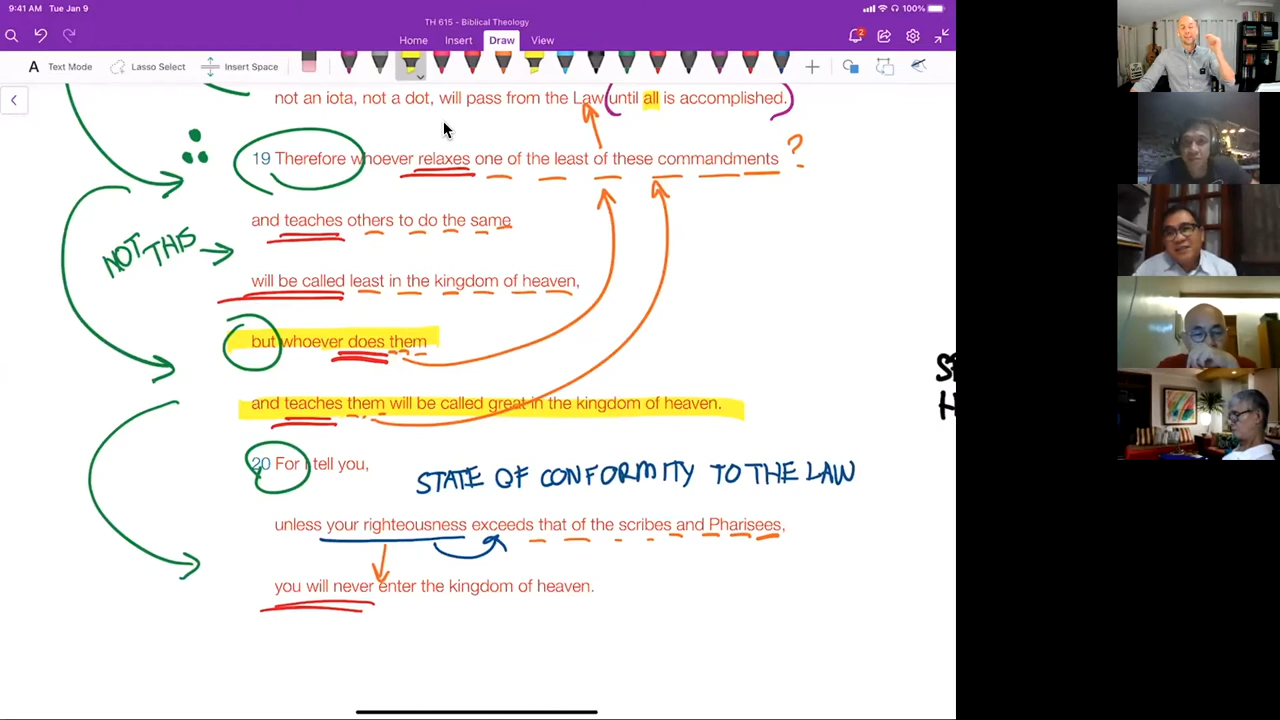 9:41 AM Tue Jan 9
100%
TH 615 - Biblical Theology
Home Insert Draw View
2
A Text Mode Lasso Select Insert Space
not an iota, not a dot, will pass from the Law (until all is accomplished.)
19 Therefore whoever relaxes one of the least of these commandments ?
and teaches others to do the same
NOT THIS
will be called least in the kingdom of heaven,
but whoever does them
and teaches them will be called great in the kingdom of heaven.
20 For I tell you,
STATE OF CONFORMITY TO THE LAW
unless your righteousness exceeds that of the scribes and Pharisees,
you will never enter the kingdom of heaven.